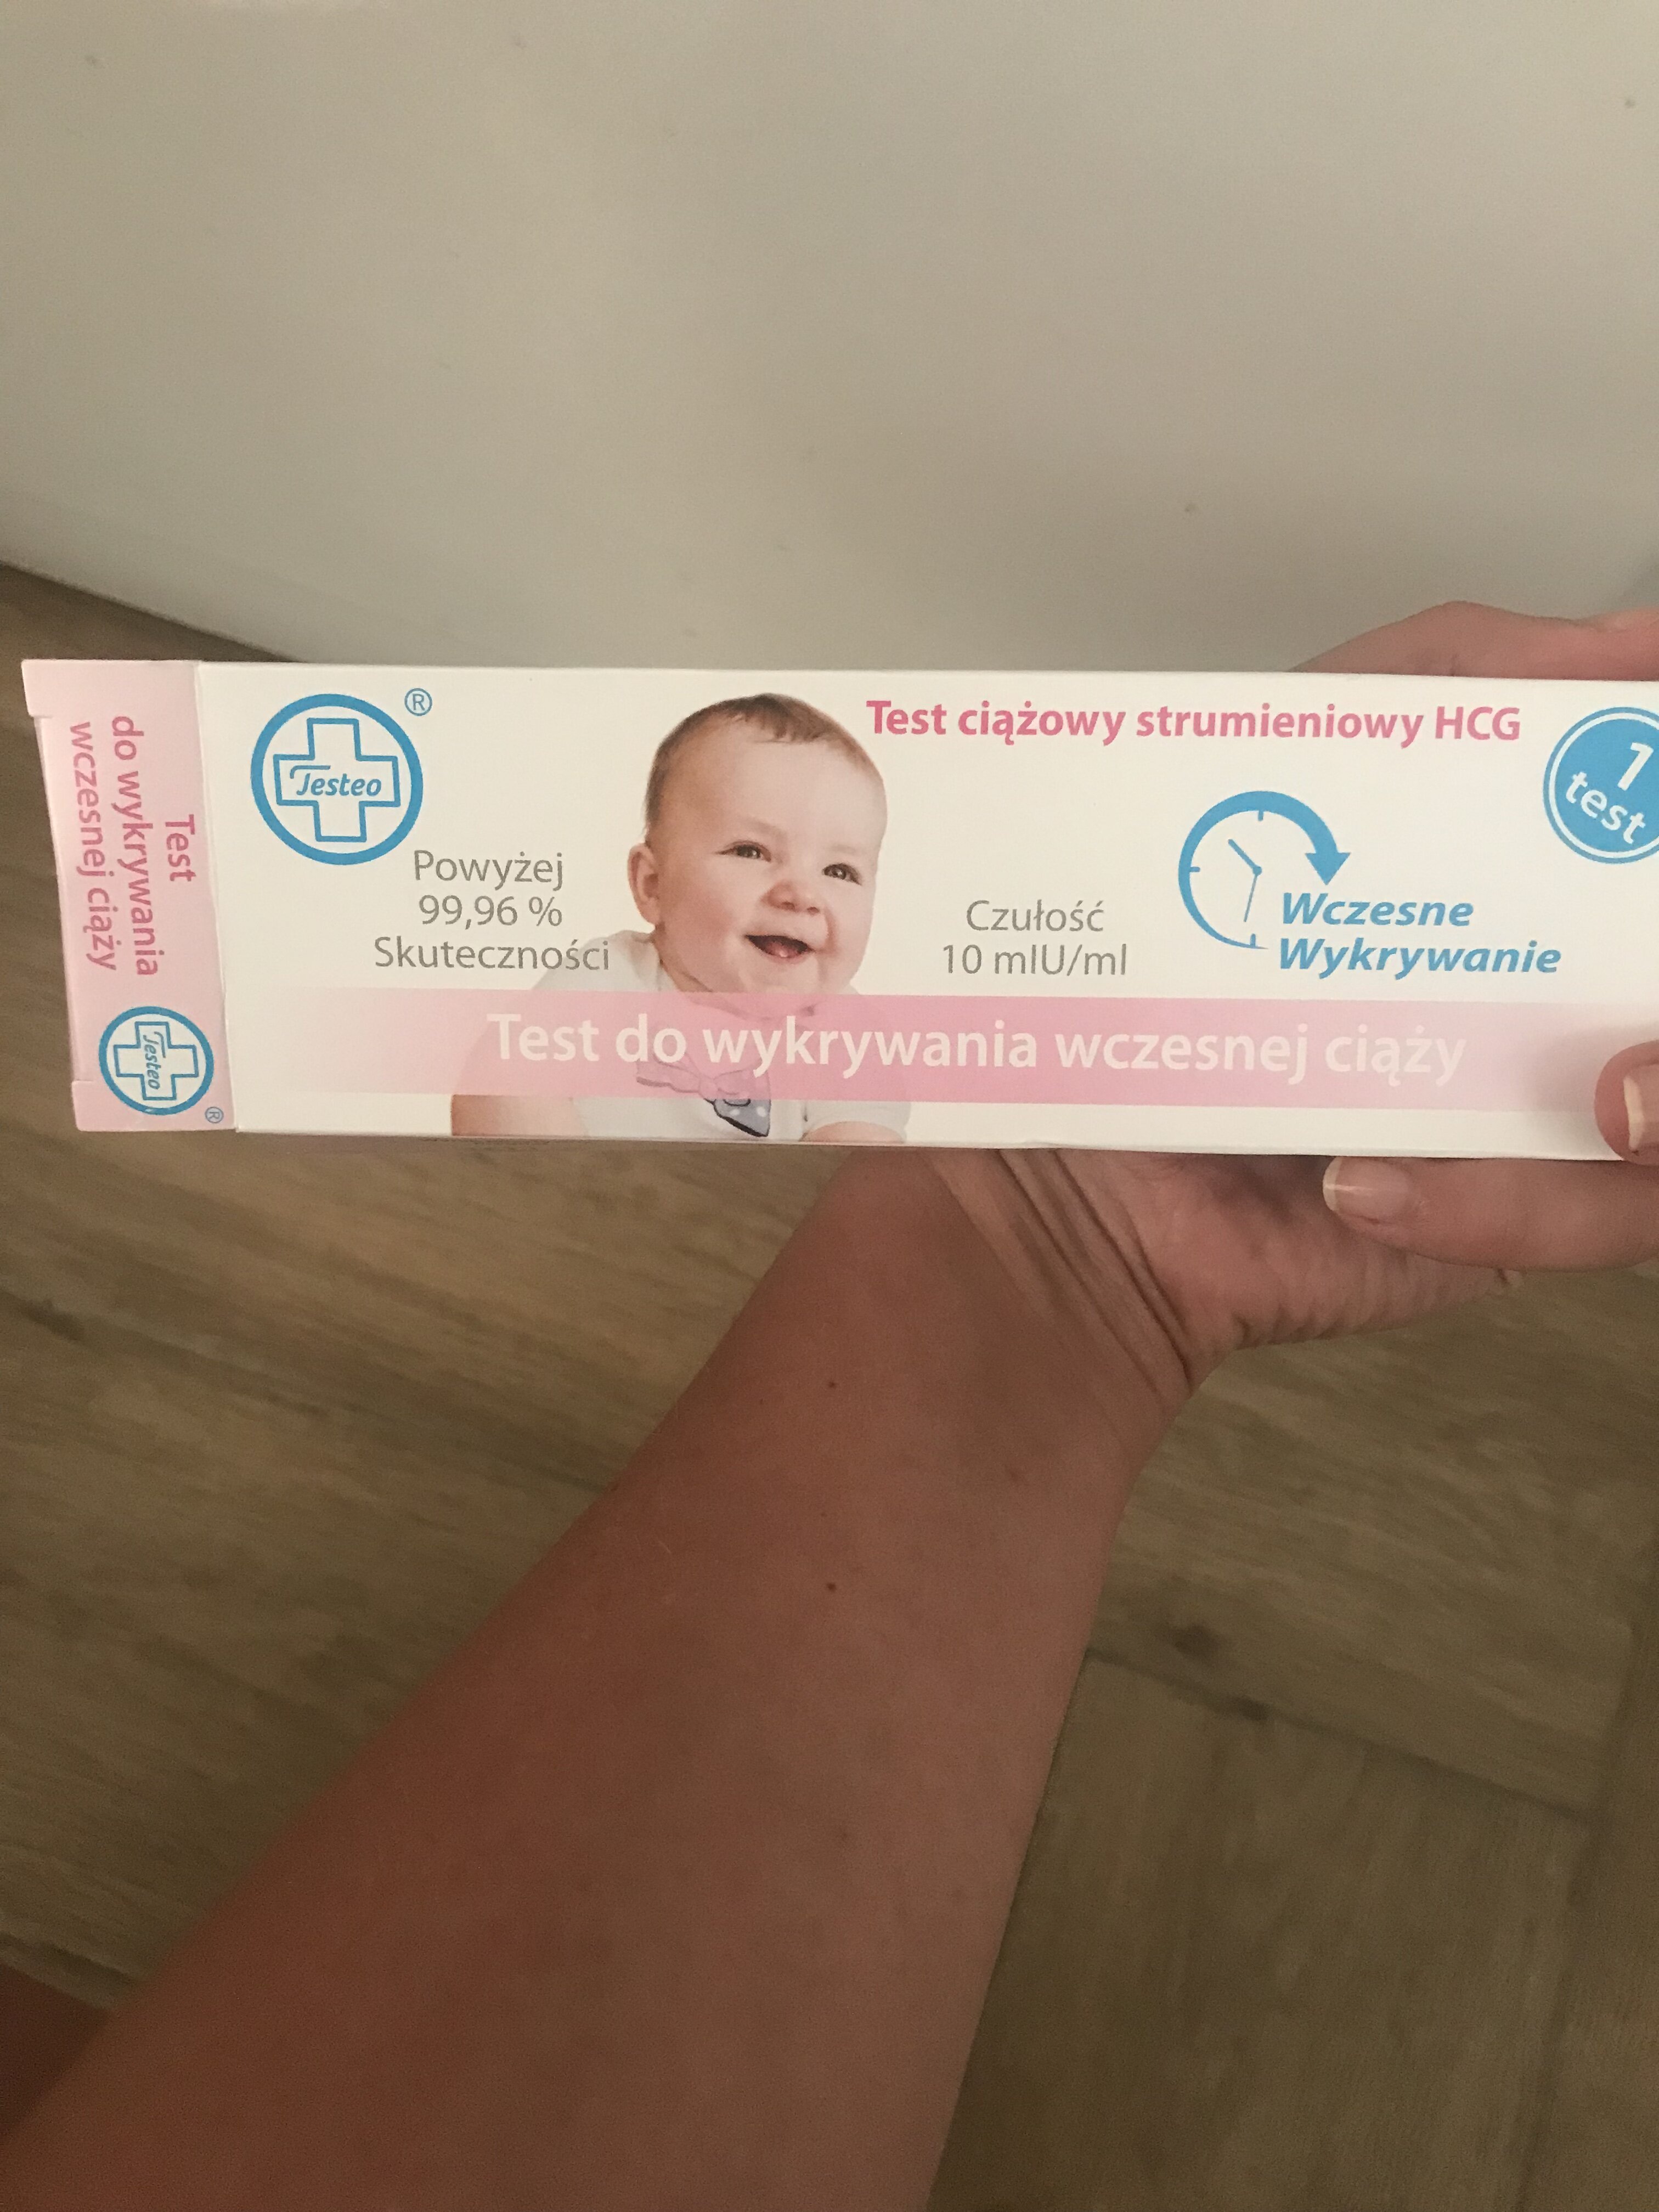 Test
do wykrywania
wczesnej ciąży
Testeo
®
Testeo
®
Powyżej
99,96 %
Skuteczności
Test ciążowy strumieniowy HCG
1
test
Czułość
10 mIU/ml
Wczesne
Wykrywanie
Test do wykrywania wczesnej ciąży